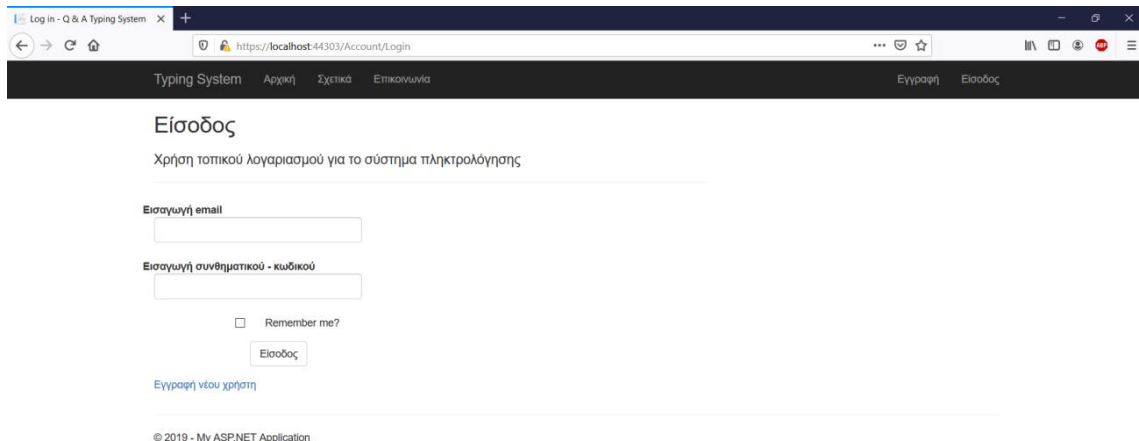 Log in - Q & A Typing System
https://localhost:44303/Account/Login
ABP
Typing System Αρχική Σχετικά Επικοινωνία Εγγραφή Είσοδος
Είσοδος
Χρήση τοπικού λογαριασμού για το σύστημα πληκτρολόγησης
Εισαγωγή email
Εισαγωγή συνθηματικού - κωδικού
Remember me?
Είσοδος
Εγγραφή νέου χρήστη
© 2019 - My ASP.NET Application